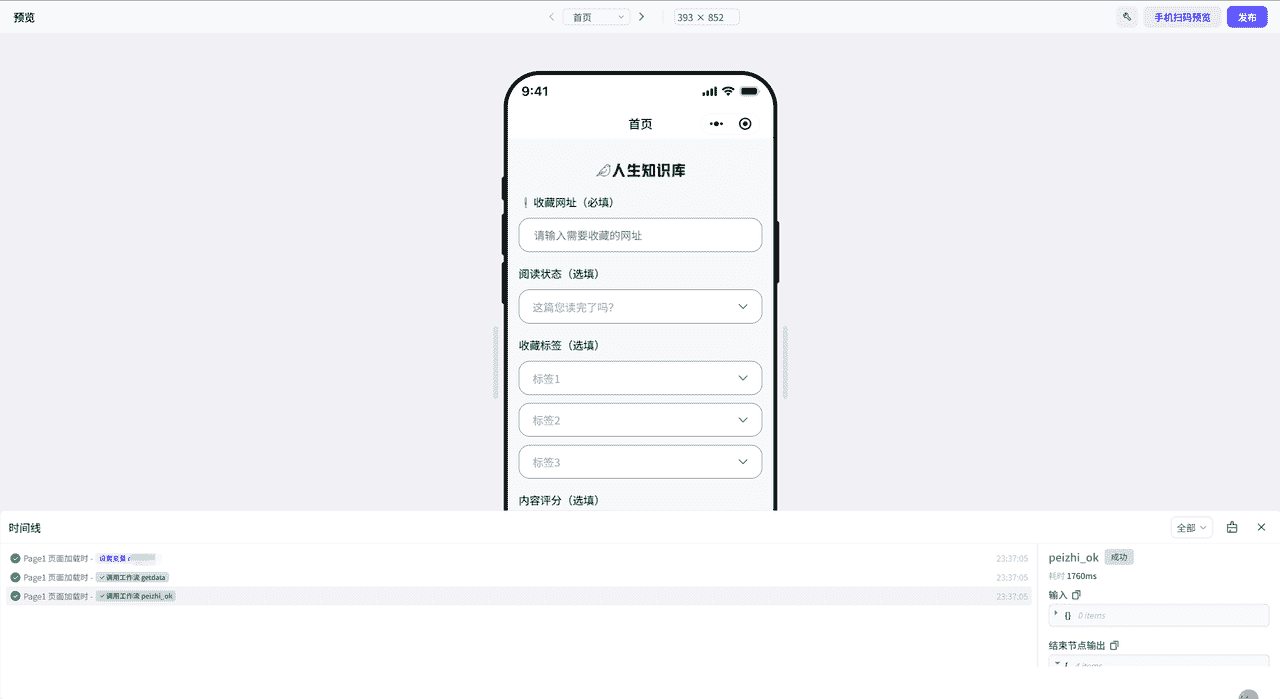 预览
首页
393 × 852
手机扫码预览
发布
9:41
首页
人生知识库
收藏网址（必填）
请输入需要收藏的网址
阅读状态（选填）
这篇您读完了吗?
收藏标签（选填）
标签1
标签2
标签3
内容评分（选填）
时间线
全部
Page1 页面加载时 - 设置变量
23:37:05
Page1 页面加载时 - 调用工作流 getdata
23:37:05
Page1 页面加载时 - 调用工作流 peizhi_ok
23:37:05
peizhi_ok 成功
耗时 1760ms
输入
{} 0 items
结束节点输出
{ 4 items